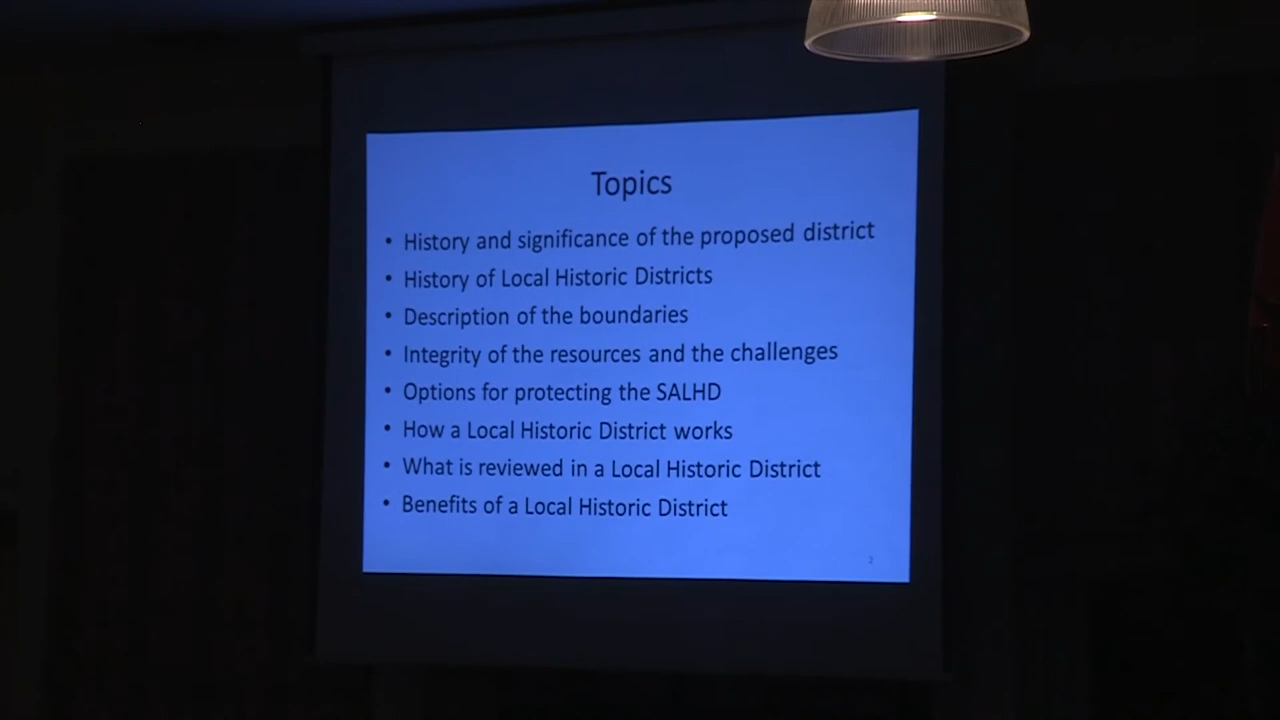 Topics
• History and significance of the proposed district
• History of Local Historic Districts
• Description of the boundaries
• Integrity of the resources and the challenges
• Options for protecting the SALHD
• How a Local Historic District works
• What is reviewed in a Local Historic District
• Benefits of a Local Historic District
2